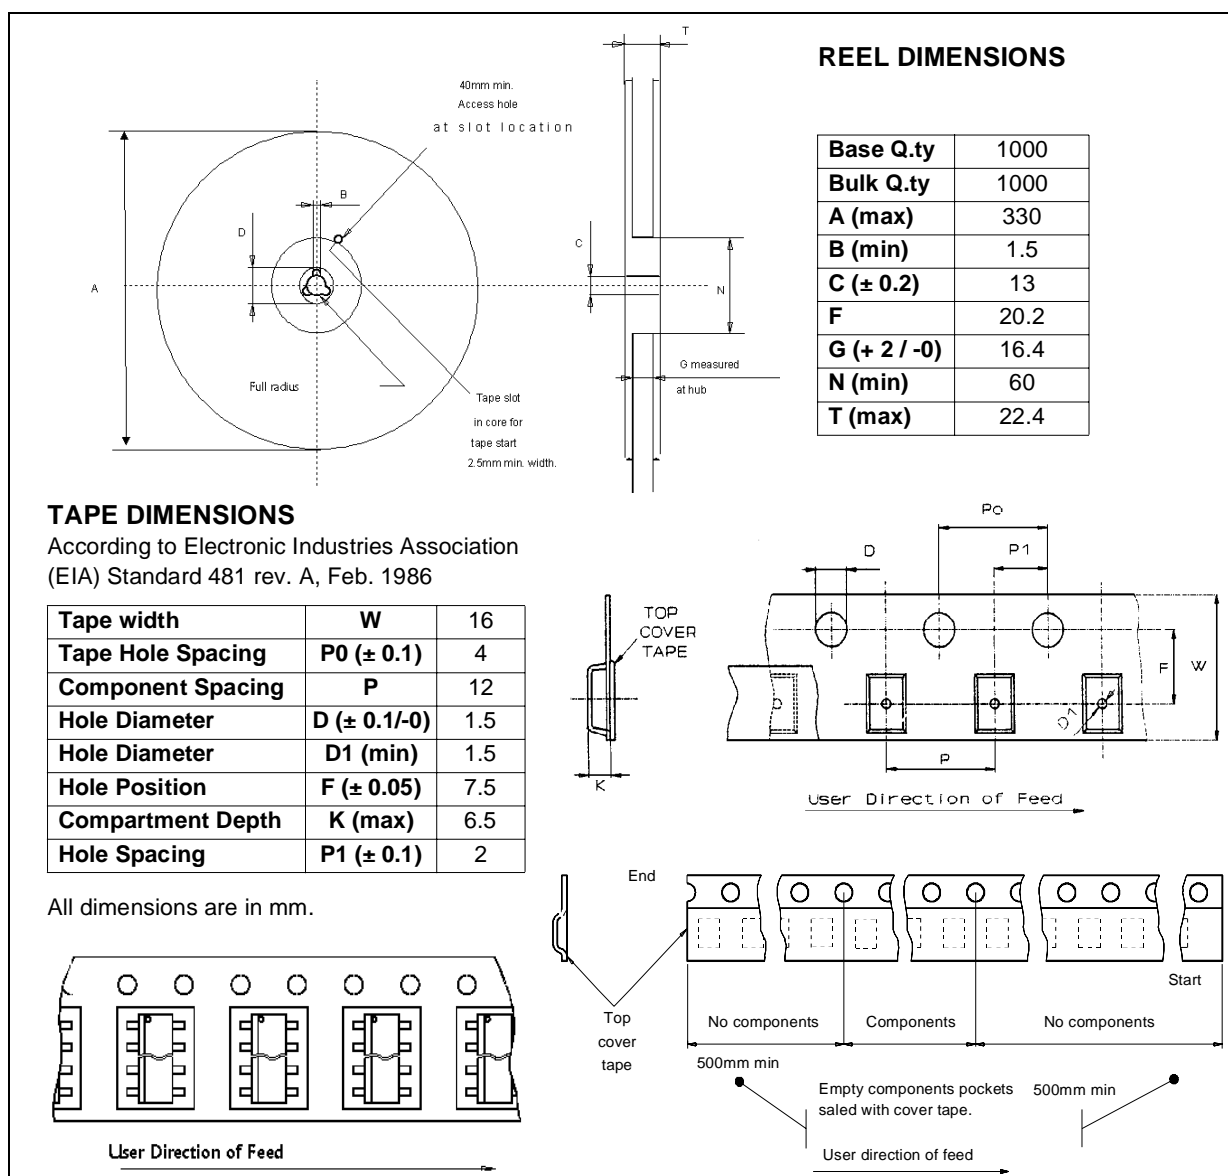 REEL DIMENSIONS
T
40mm min.
Access hole
at slot location
B
D
C
A
N
Full radius
G measured
at hub
Tape slot
in core for
tape start
2.5mm min. width.
Base Q.ty 1000
Bulk Q.ty 1000
A (max) 330
B (min) 1.5
C (± 0.2) 13
F 20.2
G (+ 2 / -0) 16.4
N (min) 60
T (max) 22.4
TAPE DIMENSIONS
According to Electronic Industries Association
(EIA) Standard 481 rev. A, Feb. 1986
Tape width W 16
Tape Hole Spacing P0 (± 0.1) 4
Component Spacing P 12
Hole Diameter D (± 0.1/-0) 1.5
Hole Diameter D1 (min) 1.5
Hole Position F (± 0.05) 7.5
Compartment Depth K (max) 6.5
Hole Spacing P1 (± 0.1) 2
All dimensions are in mm.
Po
D
P1
TOP
COVER
TAPE
F
W
D1
P
K
User Direction of Feed
End
Start
Top
cover
tape
No components
Components
No components
500mm min
Empty components pockets
saled with cover tape.
500mm min
User direction of feed
User Direction of Feed